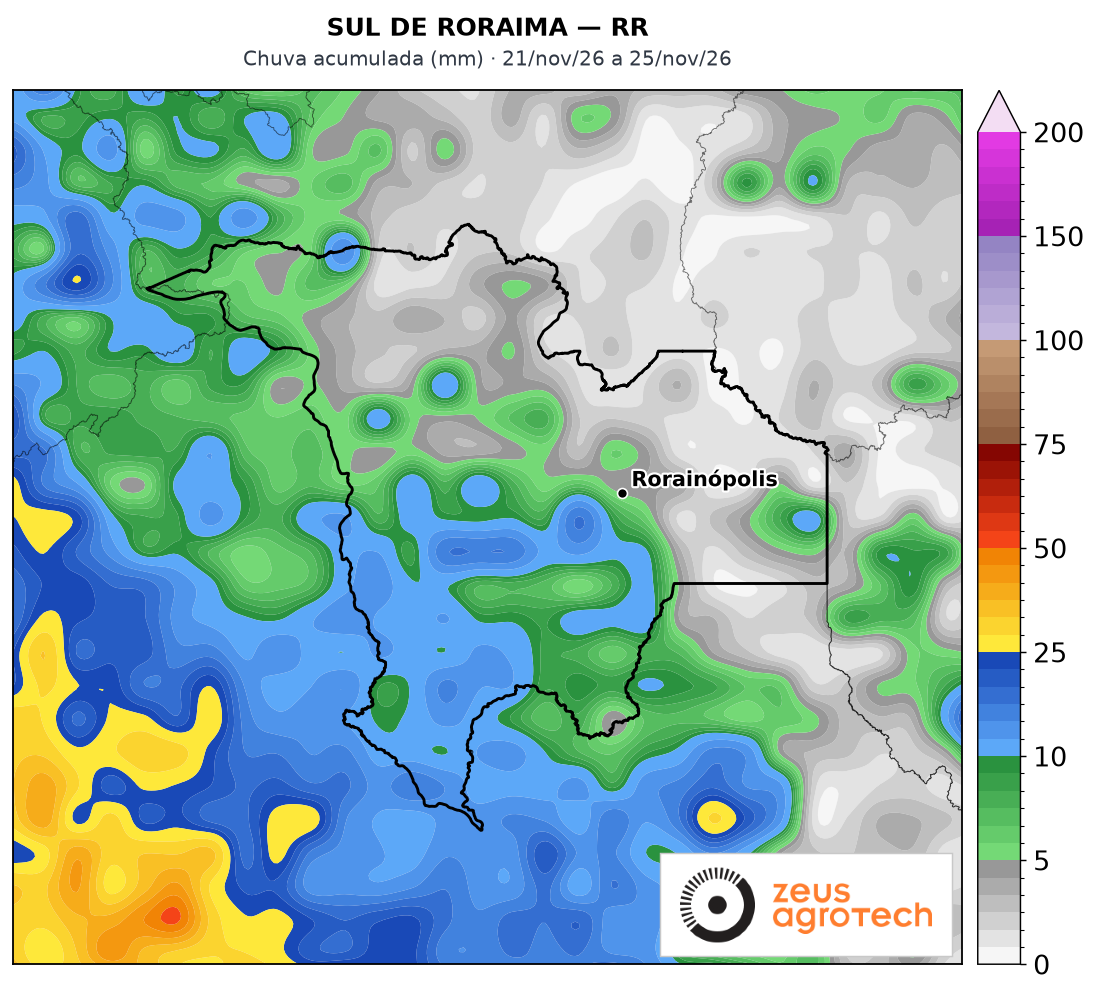 SUL DE RORAIMA — RR
Chuva acumulada (mm) · 21/nov/26 a 25/nov/26
200
150
100
75
50
25
10
5
0
Rorainópolis
zeus
agrotech